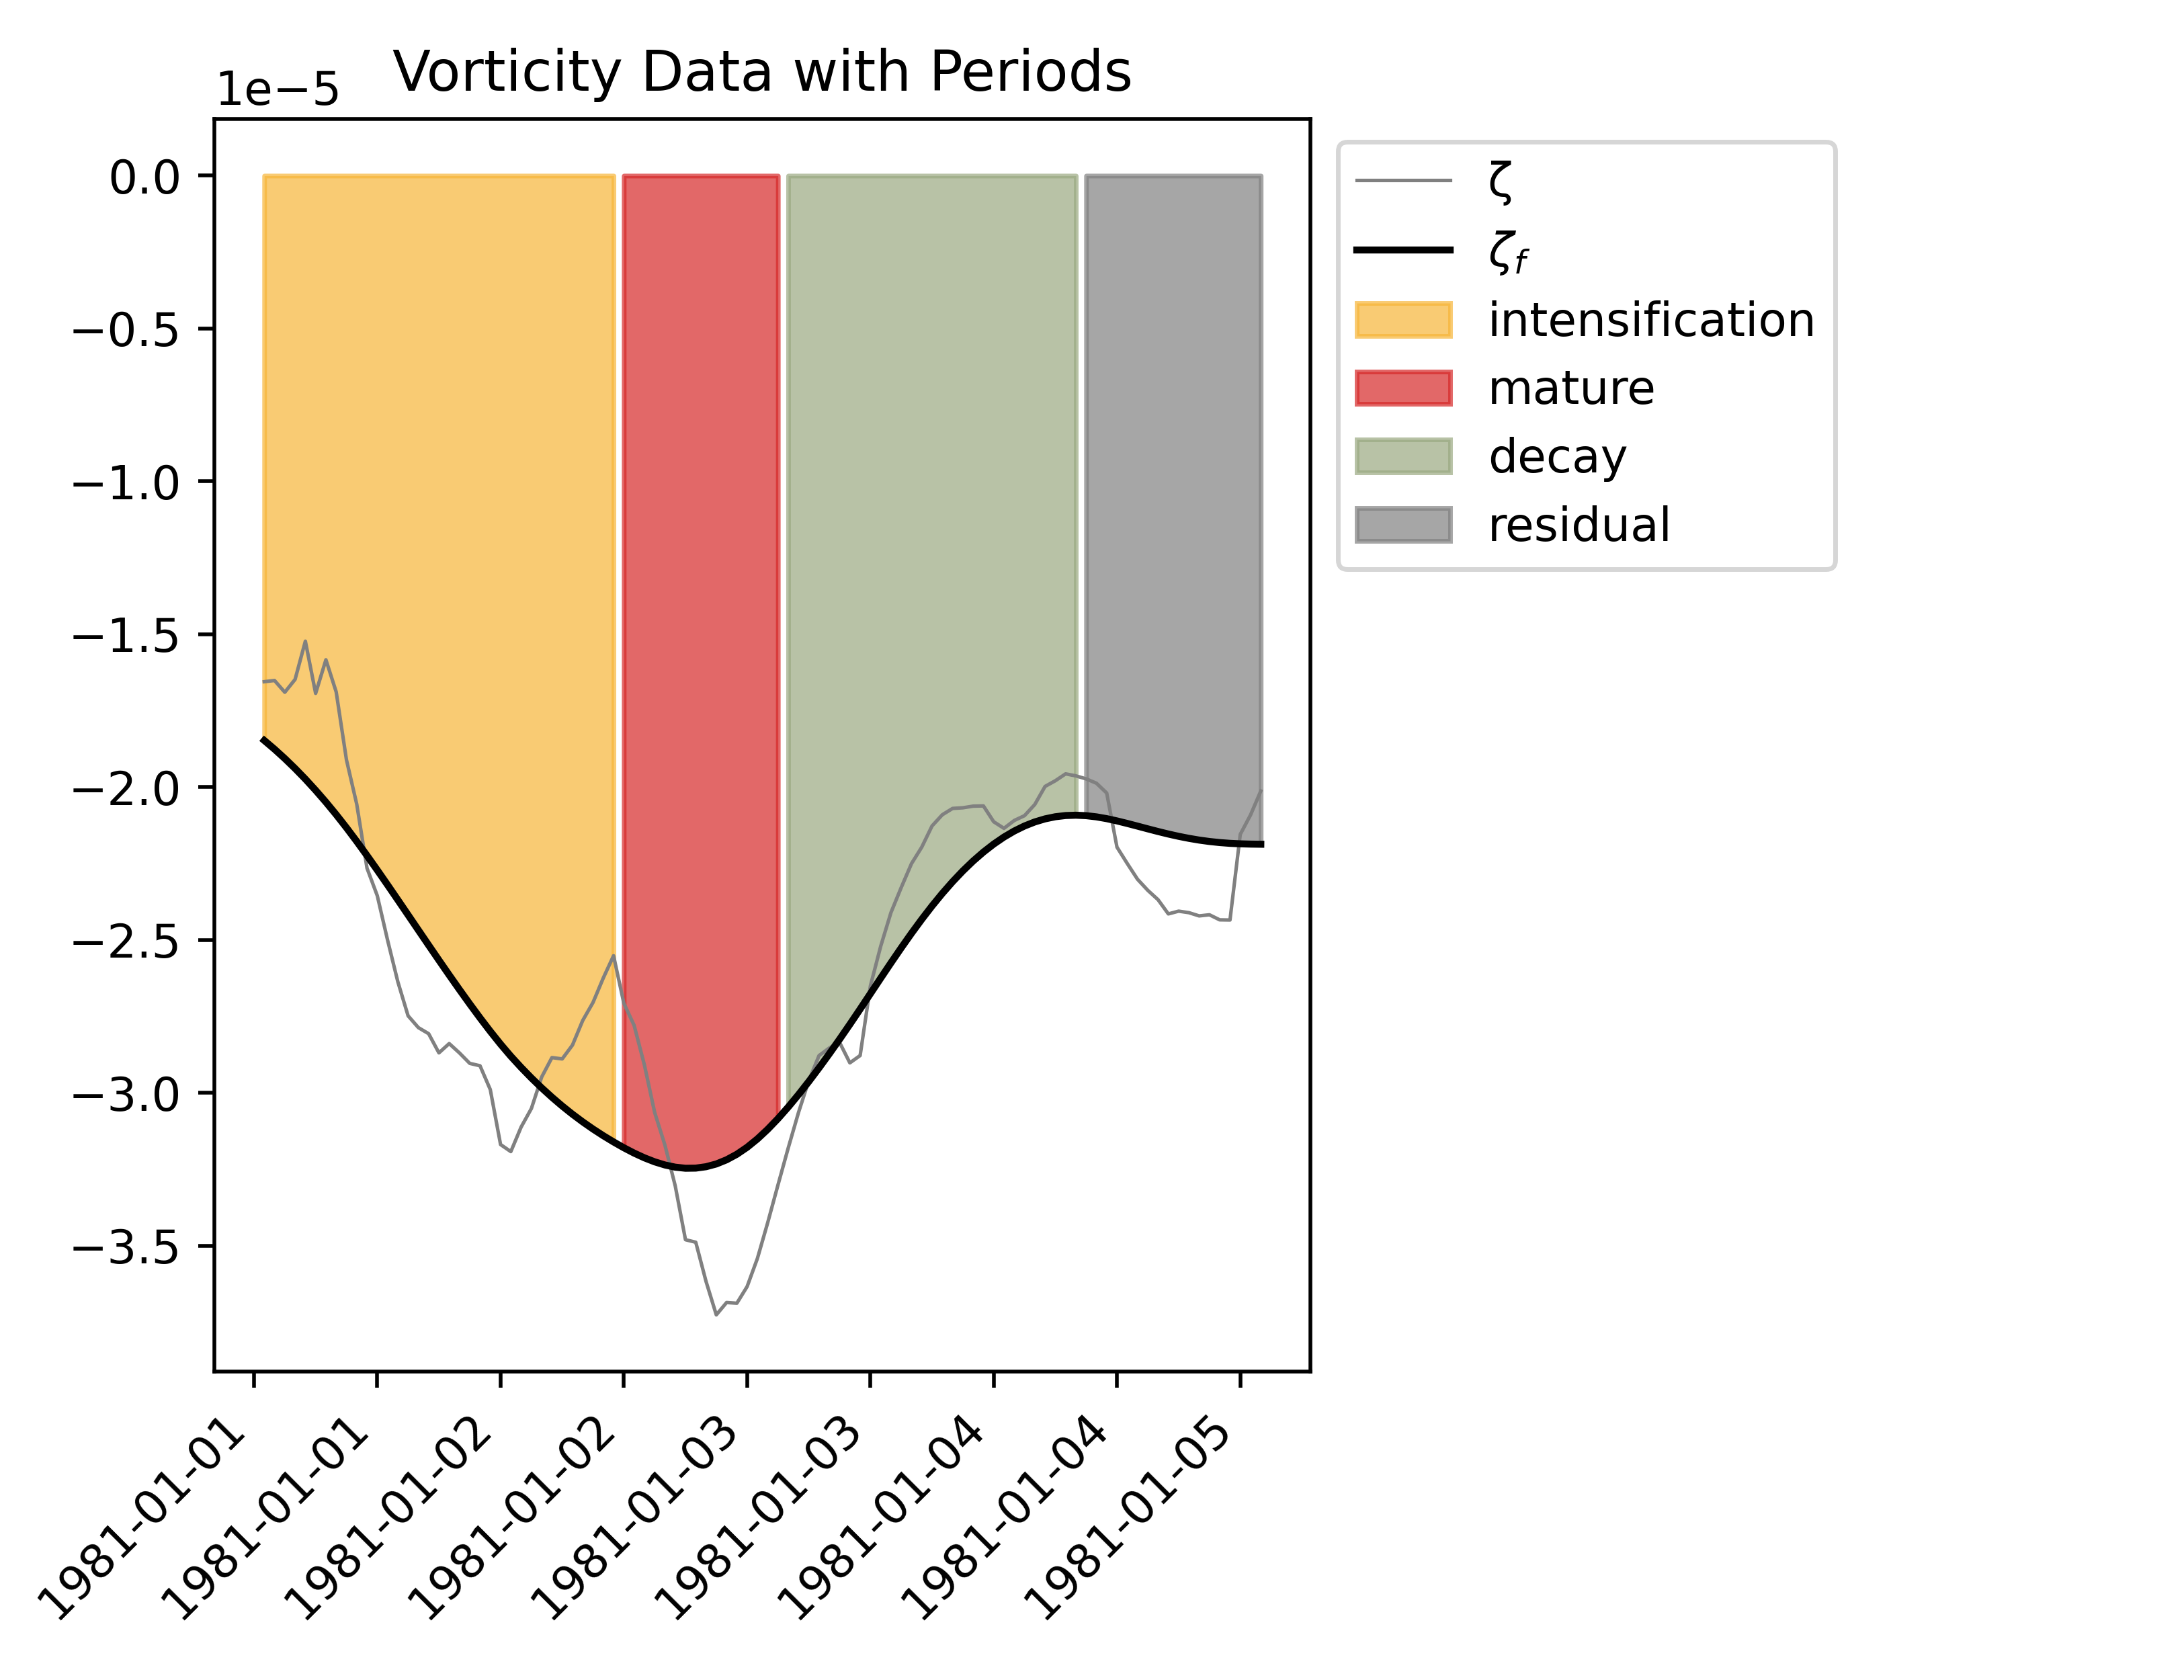 Vorticity Data with Periods
1e−5
0.0
−0.5
−1.0
−1.5
−2.0
−2.5
−3.0
−3.5
1981-01-01
1981-01-01
1981-01-02
1981-01-02
1981-01-03
1981-01-03
1981-01-04
1981-01-04
1981-01-05
ζ
ζf
intensification
mature
decay
residual